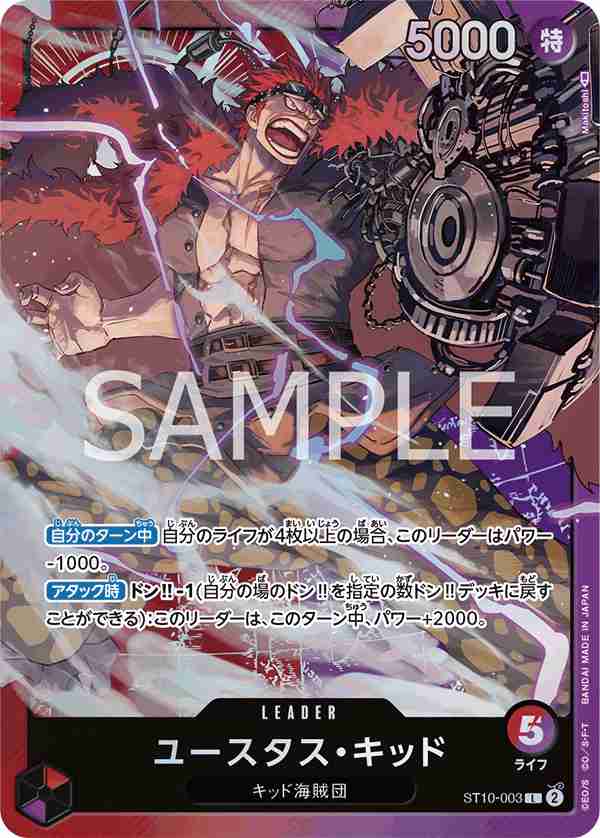 5000
特
Makitoshi
SAMPLE
自分のターン中 自分のライフが4枚以上の場合、このリーダーはパワー
-1000。
アタック時 ドン!!-1(自分の場のドン!!を指定の数ドン!!デッキに戻す
ことができる):このリーダーは、このターン中、パワー+2000。
LEADER
ユースタス・キッド
5
ライフ
キッド海賊団
ST10-003 L 2
©E.O/S. ©O/S・F・T BANDAI MADE IN JAPAN